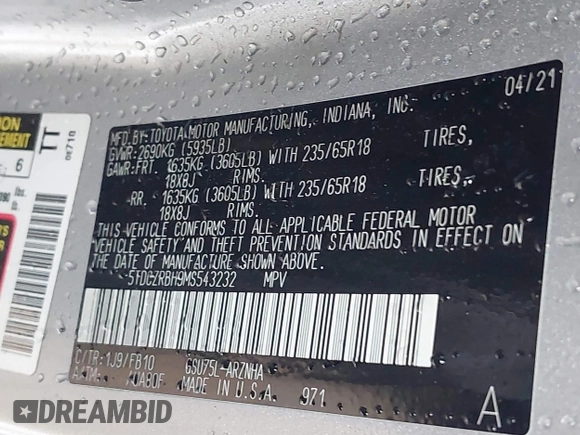 04/21
MFD.BY-TOYOTA MOTOR MANUFACTURING, INDIANA, INC.
GVWR:2690KG (5935LB)
GAWR:FRT. 1635KG (3605LB) WITH 235/65R18 TIRES,
18X8J RIMS.
RR. 1635KG (3605LB) WITH 235/65R18 TIRES,
18X8J RIMS.
THIS VEHICLE CONFORMS TO ALL APPLICABLE FEDERAL MOTOR
VEHICLE SAFETY AND THEFT PREVENTION STANDARDS IN EFFECT ON
THE DATE OF MANUFACTURE SHOWN ABOVE.
MPV
C/TR:1J9/FB10 GSU75L-ARZNHA
MADE IN U.S.A. 971
A
TT
6
DREAMBID